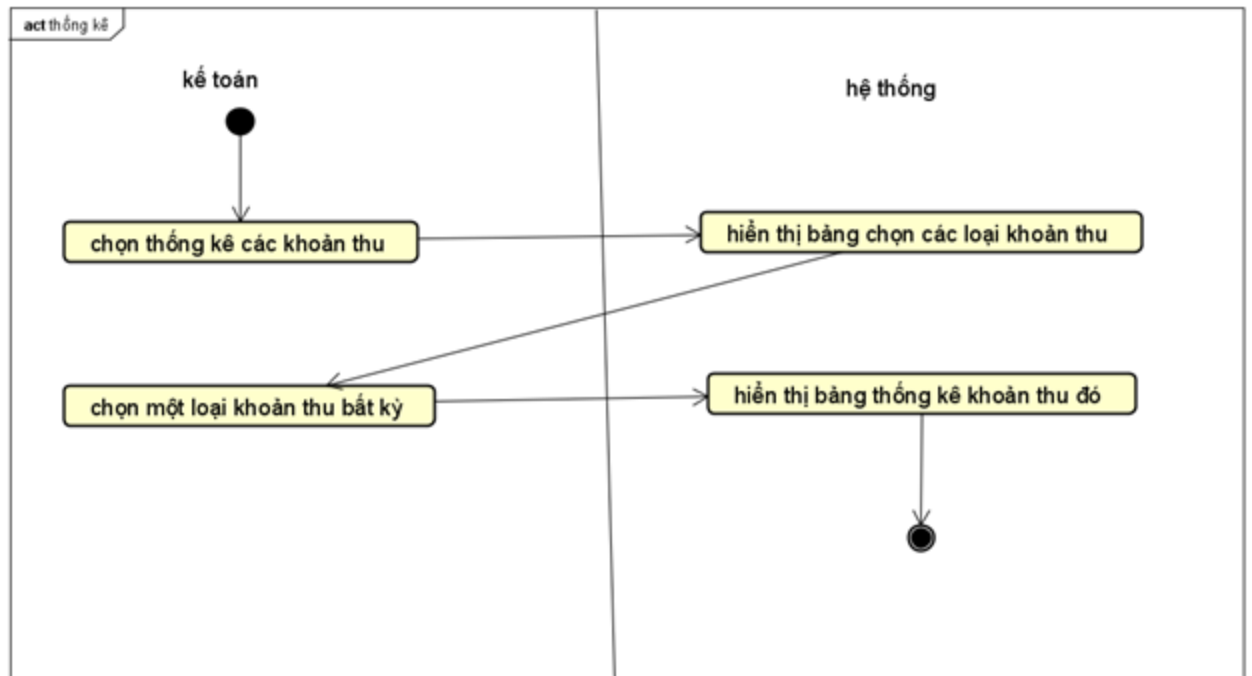 act thống kê
kế toán
hệ thống
chọn thống kê các khoản thu
hiển thị bảng chọn các loại khoản thu
chọn một loại khoản thu bất kỳ
hiển thị bảng thống kê khoản thu đó